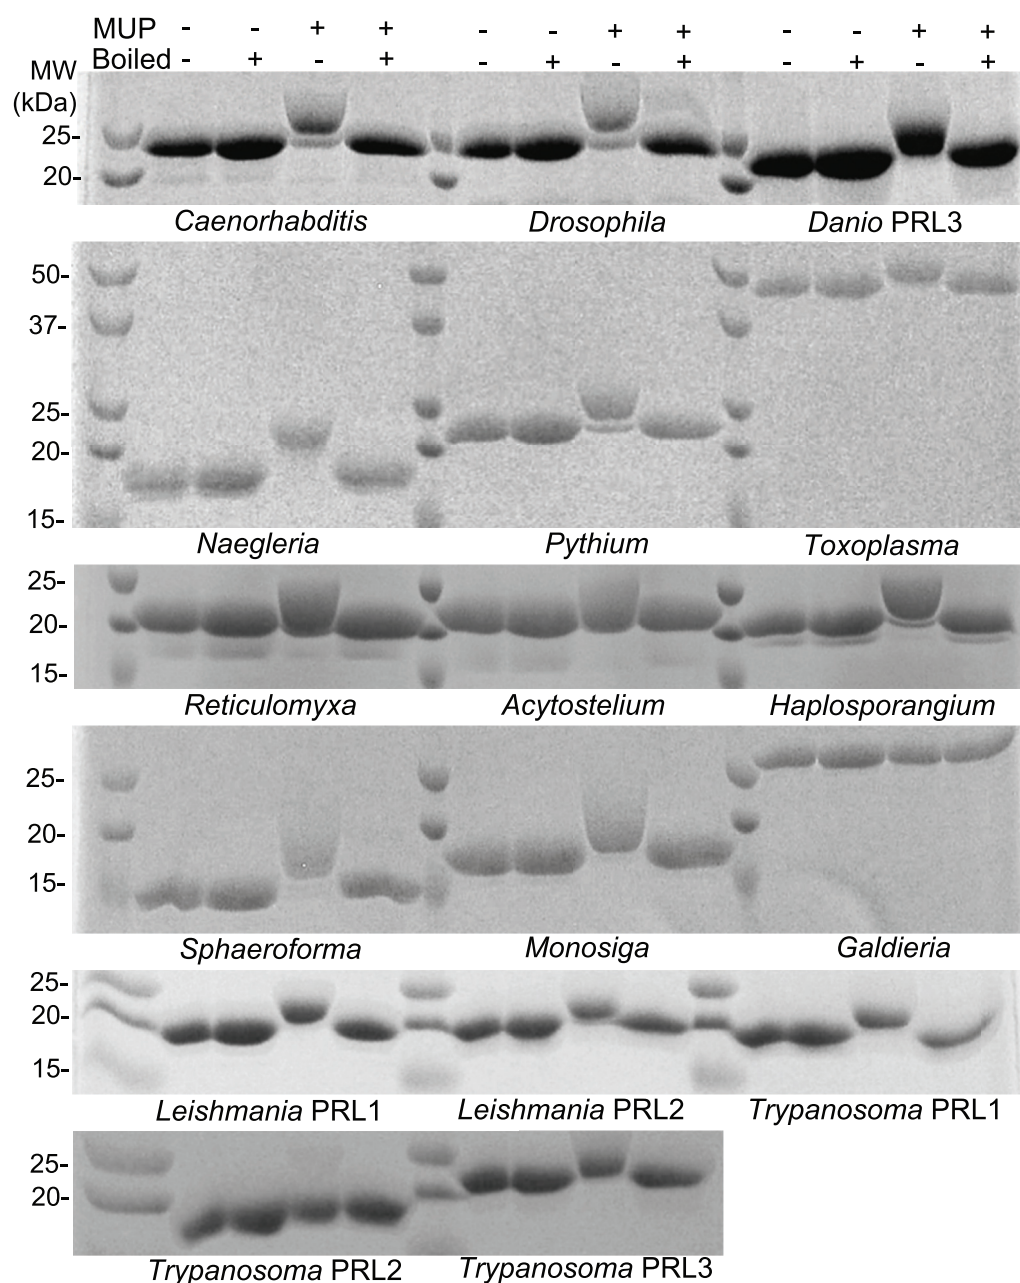 MUP - - + + - - + + - - + +
Boiled - + - + - + - + - + - +
MW
(kDa)
25-
20-
Caenorhabditis Drosophila Danio PRL3
50-
37-
25-
20-
15-
Naegleria Pythium Toxoplasma
25-
20-
15-
Reticulomyxa Acytostelium Haplosporangium
25-
20-
15-
Sphaeroforma Monosiga Galdieria
25-
20-
15-
Leishmania PRL1 Leishmania PRL2 Trypanosoma PRL1
25-
20-
Trypanosoma PRL2 Trypanosoma PRL3